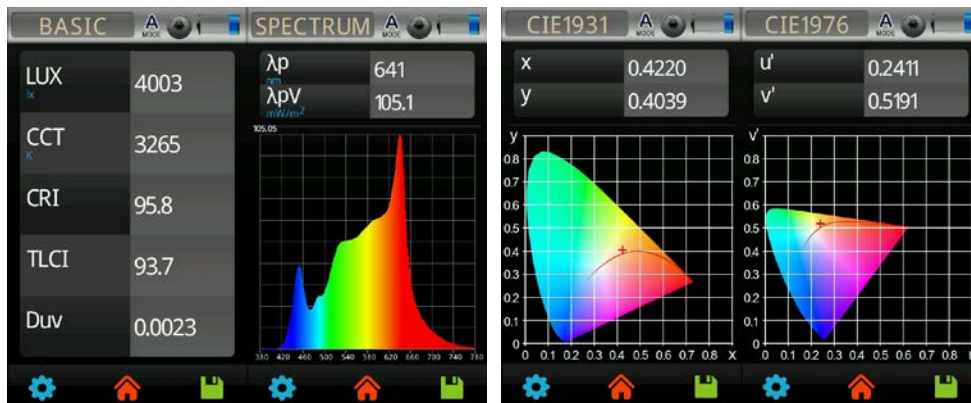 BASIC
A
MODE
LUX
lx
4003
CCT
K
3265
CRI
95.8
TLCI
93.7
Duv
0.0023
SPECTRUM
A
MODE
λp
nm
641
λpV
mW/m2
105.1
105.05
380 420 460 500 540 580 620 660 700 740 780
CIE1931
A
MODE
x
0.4220
y
0.4039
y
0.8
0.7
0.6
0.5
0.4
0.3
0.2
0.1
0 0.1 0.2 0.3 0.4 0.5 0.6 0.7 0.8 x
CIE1976
A
MODE
u'
0.2411
v'
0.5191
v'
0.8
0.7
0.6
0.5
0.4
0.3
0.2
0.1
0 0.1 0.2 0.3 0.4 0.5 0.6 0.7 0.8